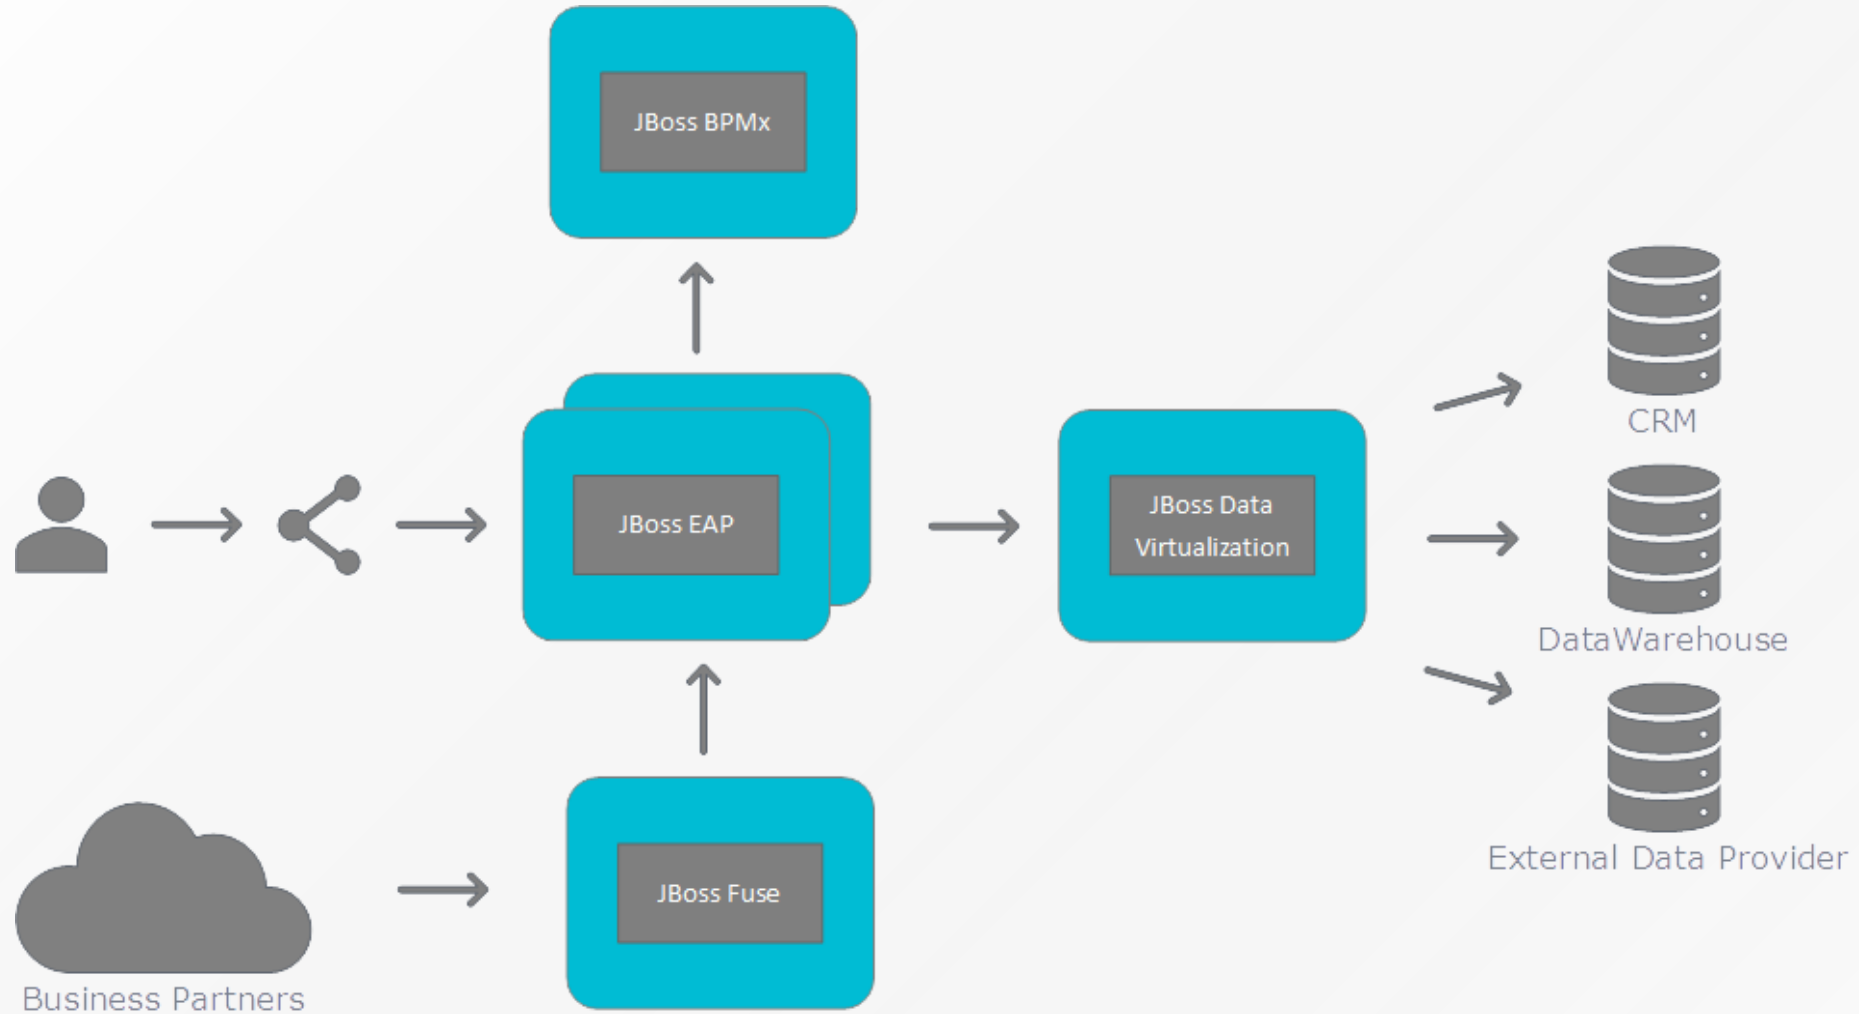 JBoss BPMx
CRM
JBoss EAP
JBoss Data
Virtualization
DataWarehouse
JBoss Fuse
External Data Provider
Business Partners